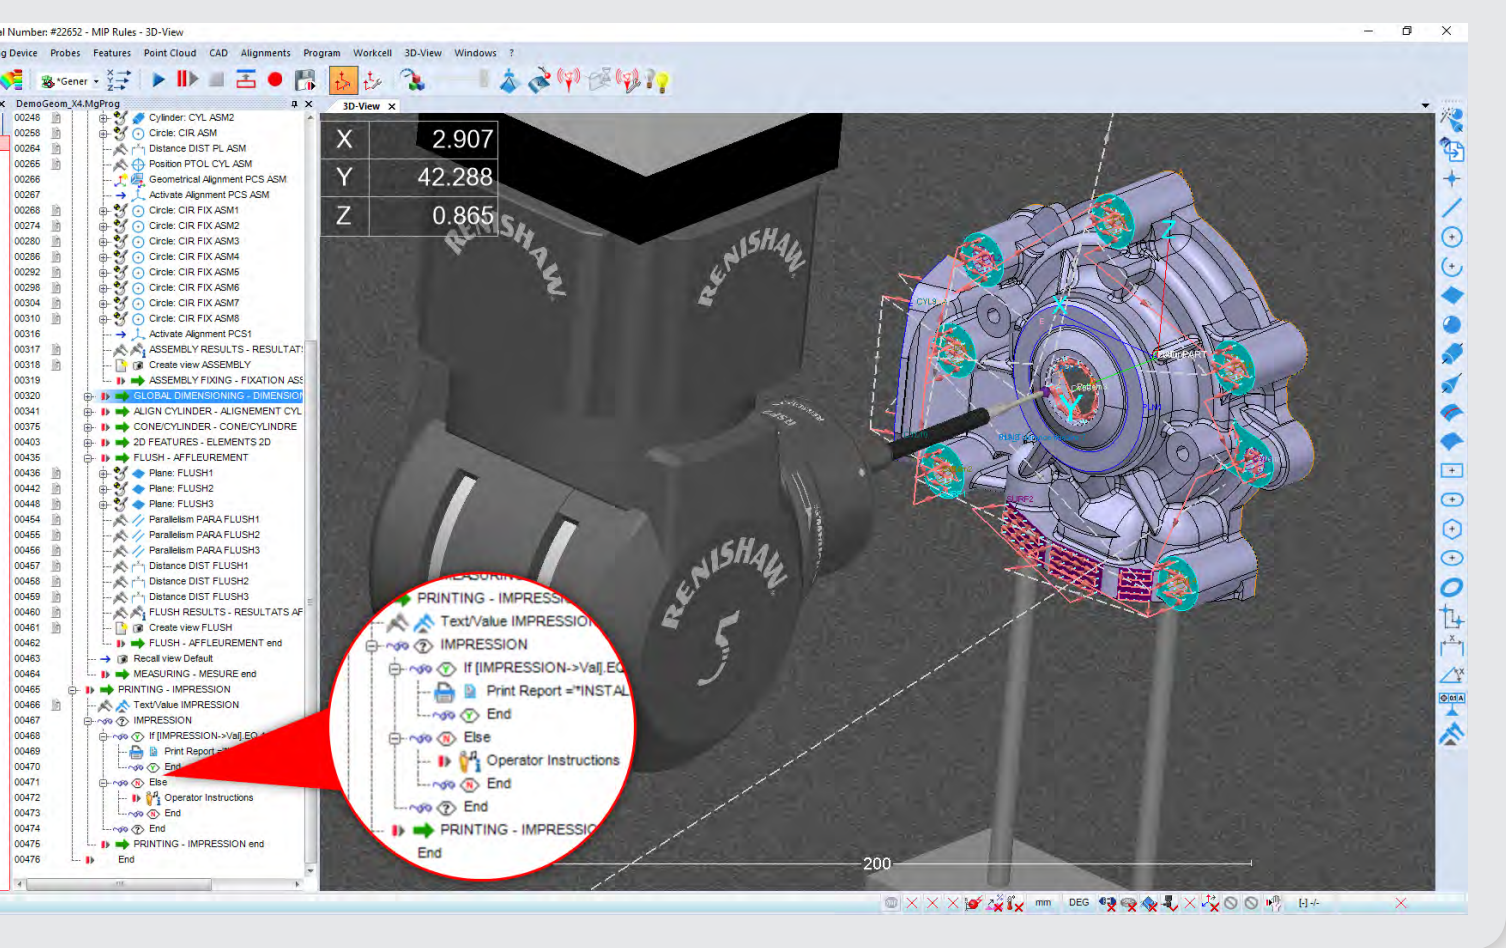 al Number: #22652 - MIP Rules - 3D-View
g Device Probes Features Point Cloud CAD Alignments Program Workcell 3D-View Windows ?
*Gener
DemoGeom_X4.MgProg
3D-View
00248 Cylinder: CYL ASM2
00258 Circle: CIR ASM
00264 Distance DIST PL ASM
00265 Position PTOL CYL ASM
00266 Geometrical Alignment PCS ASM
00267 Activate Alignment PCS ASM
00268 Circle: CIR FIX ASM1
00274 Circle: CIR FIX ASM2
00280 Circle: CIR FIX ASM3
00286 Circle: CIR FIX ASM4
00292 Circle: CIR FIX ASM5
00298 Circle: CIR FIX ASM6
00304 Circle: CIR FIX ASM7
00310 Circle: CIR FIX ASM8
00316 Activate Alignment PCS1
00317 ASSEMBLY RESULTS - RESULTAT
00318 Create view ASSEMBLY
00319 ASSEMBLY FIXING - FIXATION ASS
00320 GLOBAL DIMENSIONING - DIMENSION
00341 ALIGN CYLINDER - ALIGNEMENT CYL
00375 CONE/CYLINDER - CONE/CYLINDRE
00403 2D FEATURES - ELEMENTS 2D
00435 FLUSH - AFFLEUREMENT
00436 Plane: FLUSH1
00442 Plane: FLUSH2
00448 Plane: FLUSH3
00454 Parallelism PARA FLUSH1
00455 Parallelism PARA FLUSH2
00456 Parallelism PARA FLUSH3
00457 Distance DIST FLUSH1
00458 Distance DIST FLUSH2
00459 Distance DIST FLUSH3
00460 FLUSH RESULTS - RESULTATS AF
00461 Create view FLUSH
00462 FLUSH - AFFLEUREMENT end
00463 Recall view Default
00464 MEASURING - MESURE end
00465 PRINTING - IMPRESSION
00466 Text/Value IMPRESSION
00467 IMPRESSION
00468 If [IMPRESSION->Val].EQ
00469 Print Report =
00470 End
00471 Else
00472 Operator Instructions
00473 End
00474 End
00475 PRINTING - IMPRESSION end
00476 End
X 2.907
Y 42.288
Z 0.865
RENISHAW
RENISHAW
RENISHAW
CYL9
X
Z
Y
PLN1
SURF2
MEASURIN
PRINTING - IMPRESS
Text/Value IMPRESSIO
IMPRESSION
If [IMPRESSION->Val].EQ
Print Report ='*INSTAL
End
Else
Operator Instructions
End
End
PRINTING - IMPRESSIO
End
200
mm DEG [-] -/-